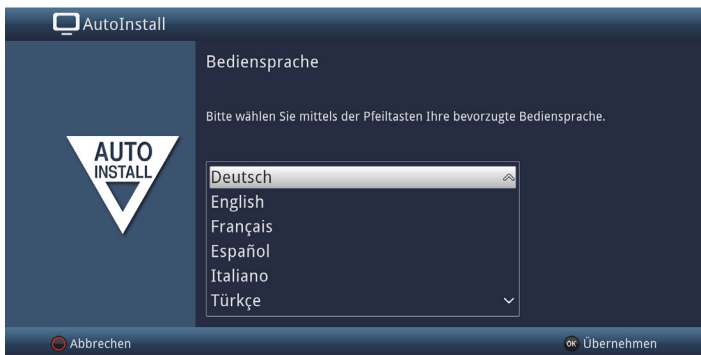 AutoInstall
Bediensprache
Bitte wählen Sie mittels der Pfeiltasten Ihre bevorzugte Bediensprache.
AUTO
INSTALL
Deutsch
English
Français
Español
Italiano
Türkçe
Abbrechen
OK Übernehmen